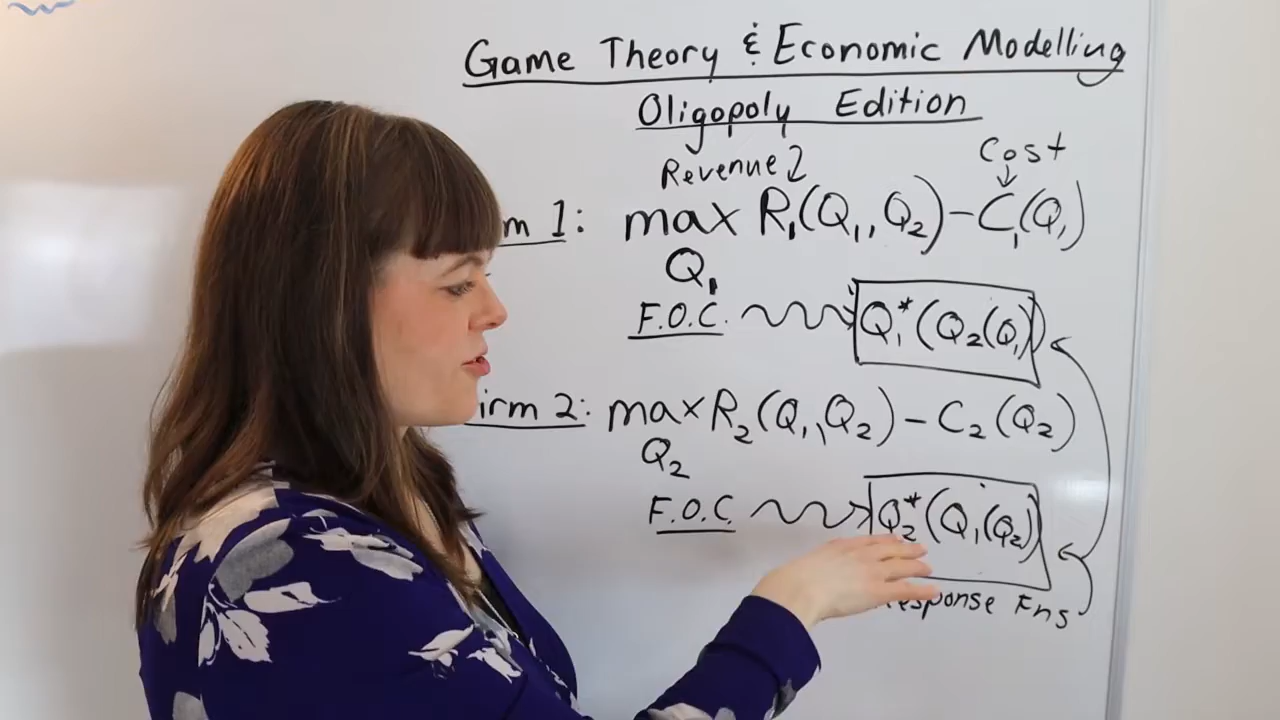 Game Theory & Economic Modelling
Oligopoly Edition
Revenue
Cost
m 1: max R₁(Q₁, Q₂) - C₁(Q₁)
Q₁
F.O.C. Q₁*(Q₂(Q₁))
irm 2: max R₂(Q₁, Q₂) - C₂(Q₂)
Q₂
F.O.C. Q₂*(Q₁(Q₂))
esponse Fns